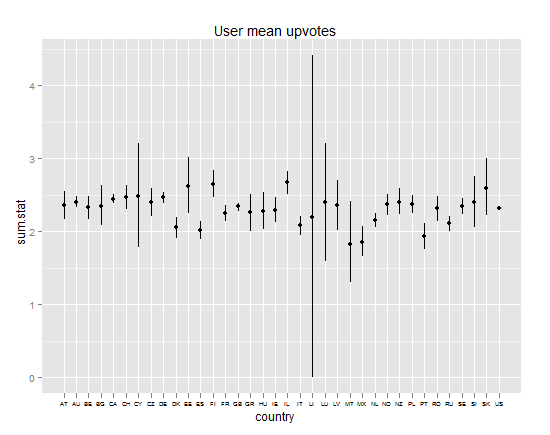 User mean upvotes
sum.stat
4
3
2
1
0
AT AU BE BG CA CH CY CZ DE DK EE ES FI FR GB GR HU IE IL IT LI LU LV MT MX NL NO NZ PL PT RO RU SE SI SK US
country